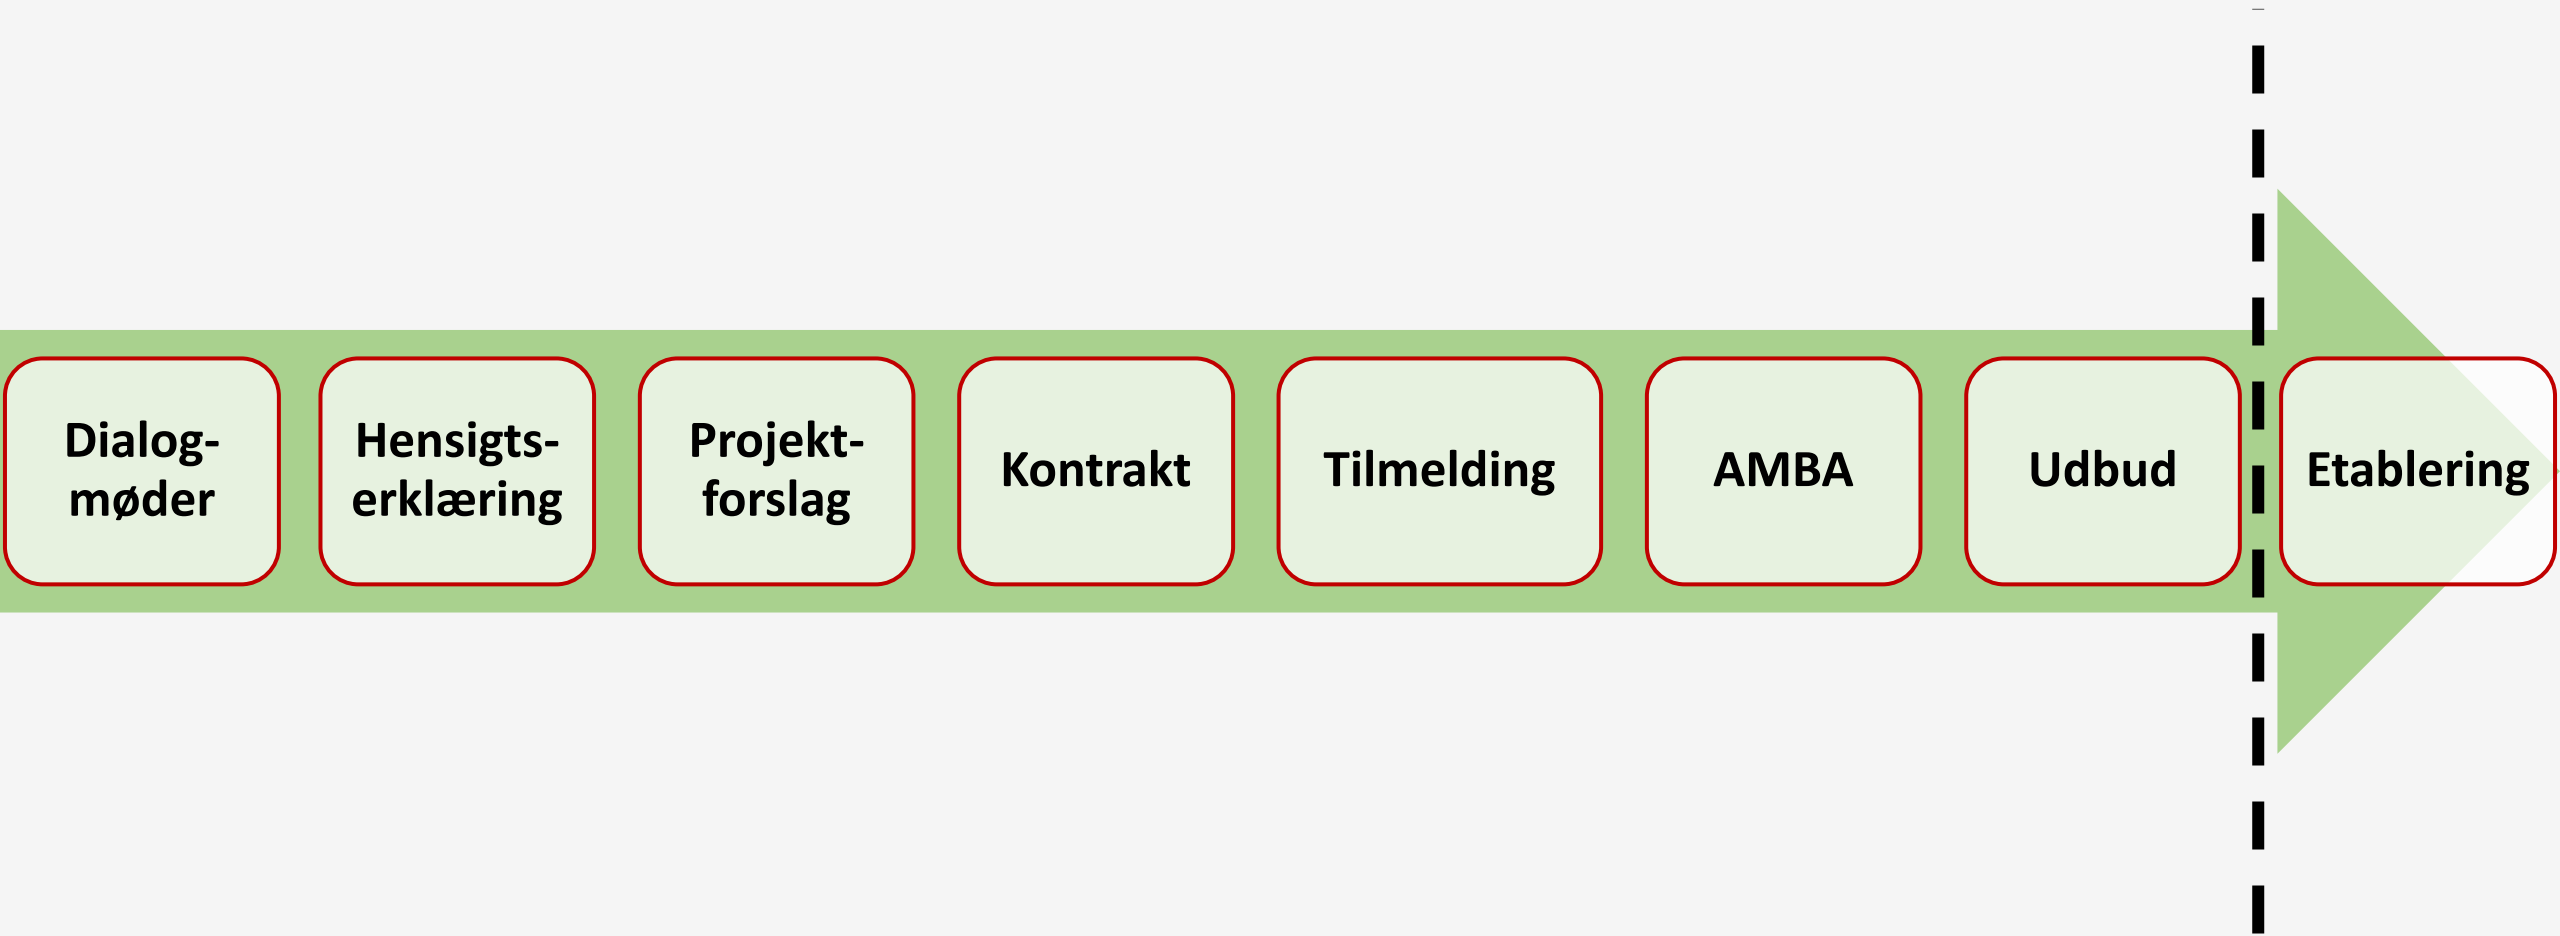 Dialog-
møder
Hensigts-
erklæring
Projekt-
forslag
Kontrakt
Tilmelding
AMBA
Udbud
Etablering